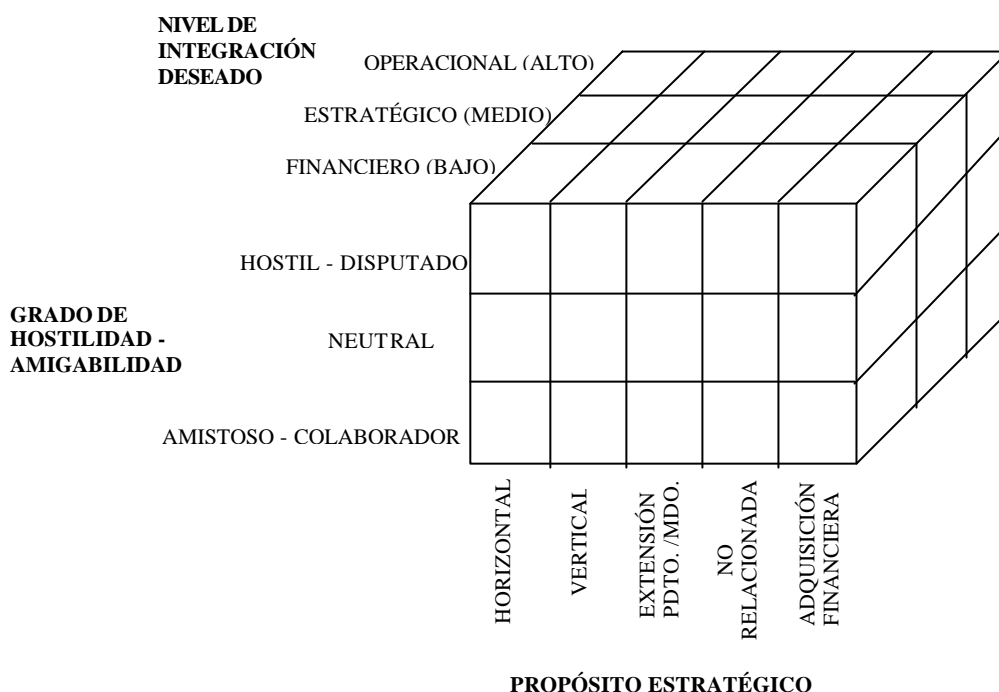 NIVEL DE
INTEGRACIÓN
DESEADO
OPERACIONAL (ALTO)
ESTRATÉGICO (MEDIO)
FINANCIERO (BAJO)
HOSTIL - DISPUTADO
GRADO DE
HOSTILIDAD -
AMIGABILIDAD
NEUTRAL
AMISTOSO - COLABORADOR
HORIZONTAL
VERTICAL
EXTENSIÓN
PDTO. /MDO.
NO
RELACIONADA
ADQUISICIÓN
FINANCIERA
PROPÓSITO ESTRATÉGICO